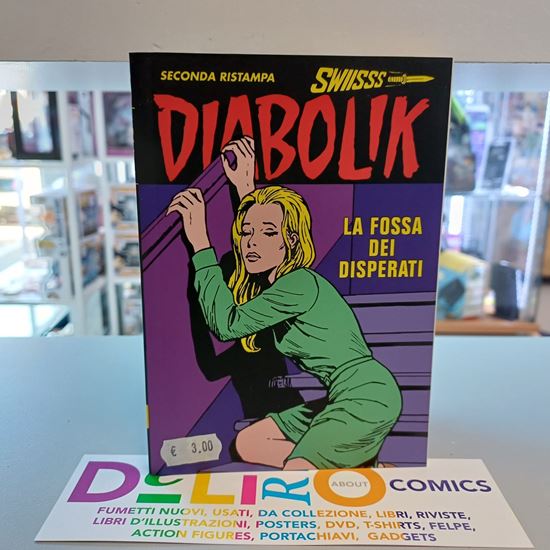 SECONDA RISTAMPA
SWIISSS
DIABOLIK
LA FOSSA
DEI
DISPERATI
€ 3.00
DELIRO ABOUT COMICS
FUMETTI NUOVI, USATI, DA COLLEZIONE, LIBRI, RIVISTE,
LIBRI D'ILLUSTRAZIONI, POSTERS, DVD, T-SHIRTS, FELPE,
ACTION FIGURES, PORTACHIAVI, GADGETS